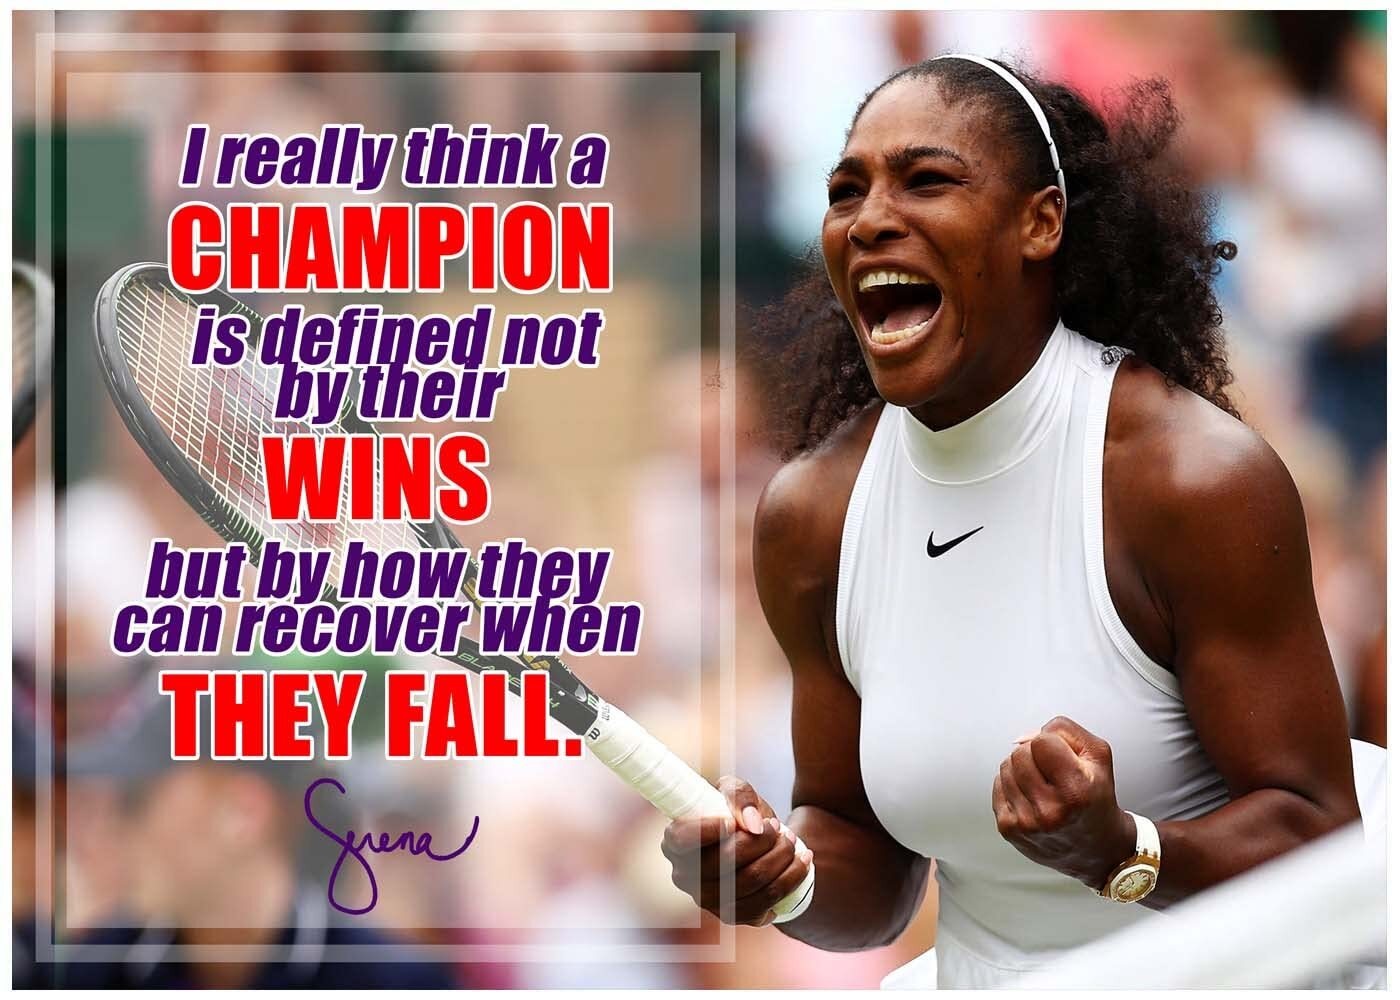 I really think a
CHAMPION
is defined not
by their
WINS
but by how they
can recover when
THEY FALL.
Serena
BLADE
W